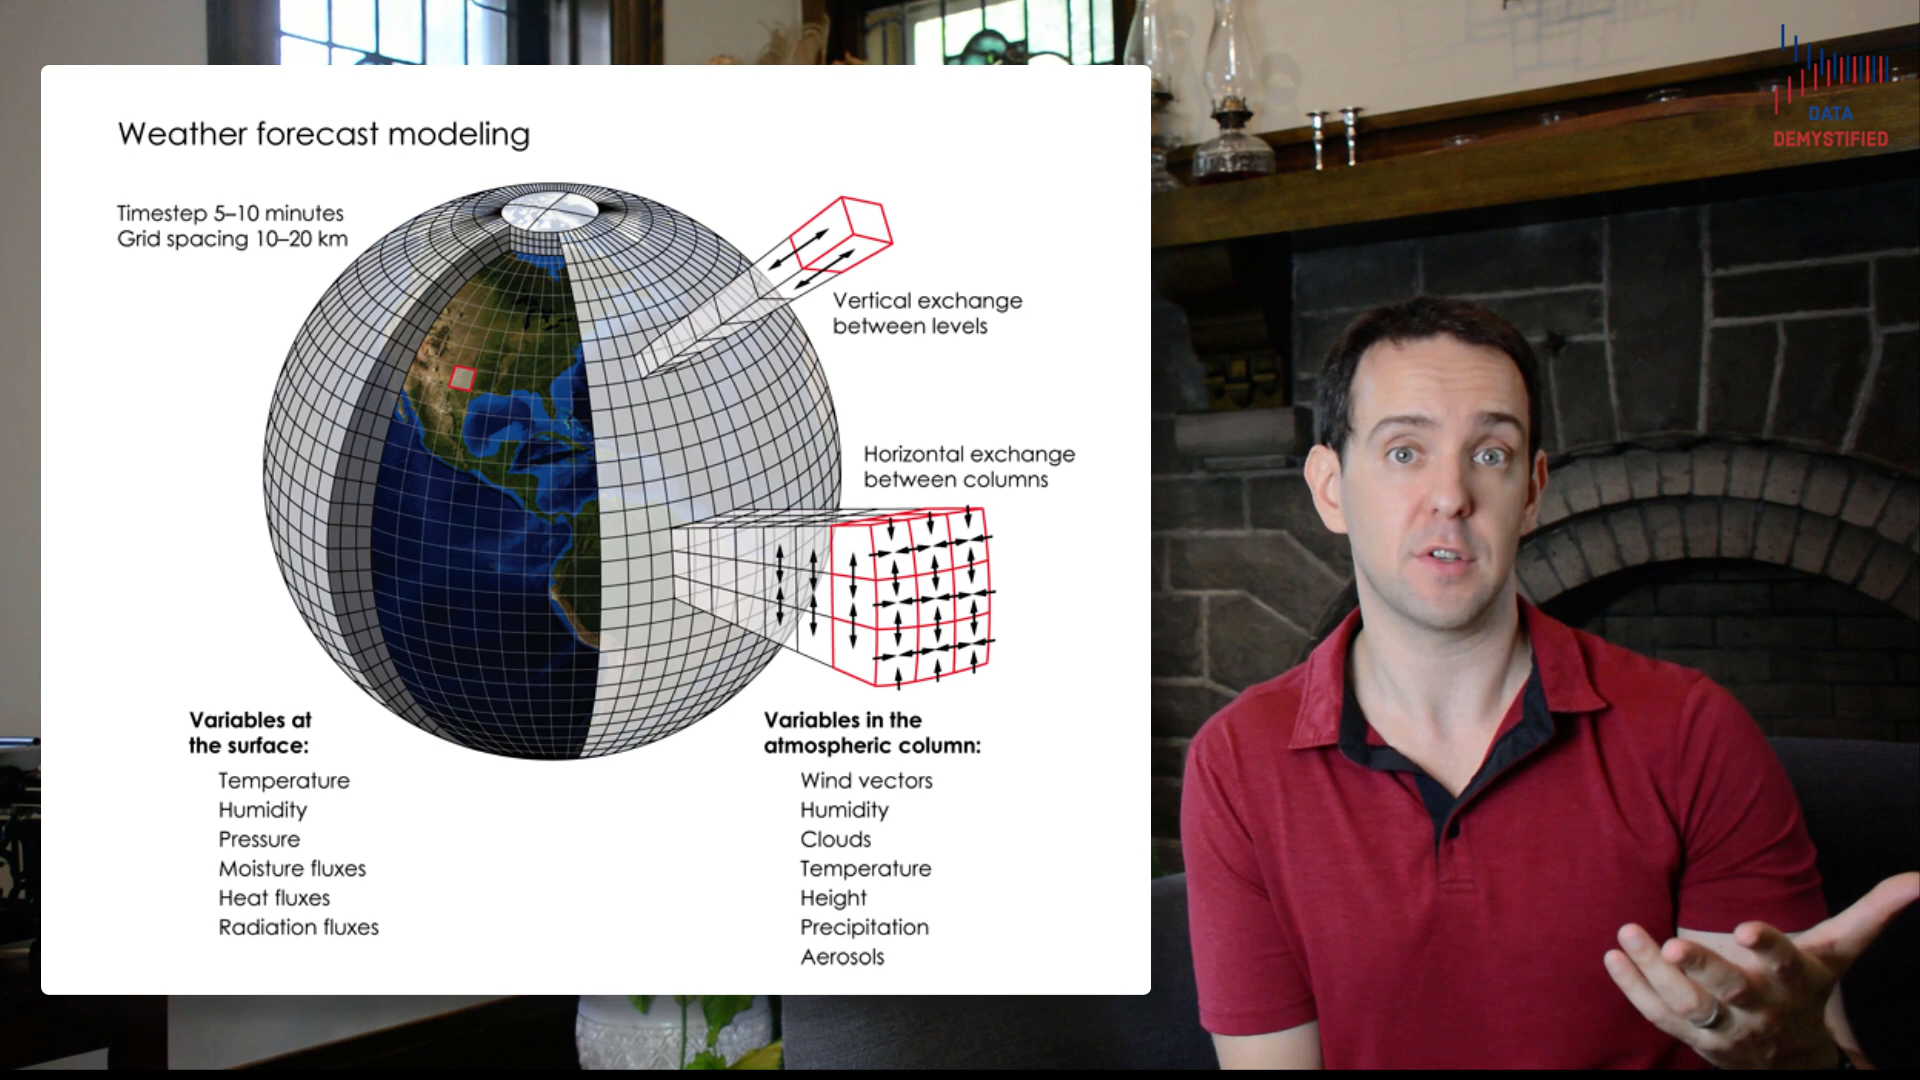 Weather forecast modeling
Timestep 5–10 minutes
Grid spacing 10–20 km
Vertical exchange
between levels
Horizontal exchange
between columns
Variables at
the surface:
Temperature
Humidity
Pressure
Moisture fluxes
Heat fluxes
Radiation fluxes
Variables in the
atmospheric column:
Wind vectors
Humidity
Clouds
Temperature
Height
Precipitation
Aerosols
DATA
DEMYSTIFIED